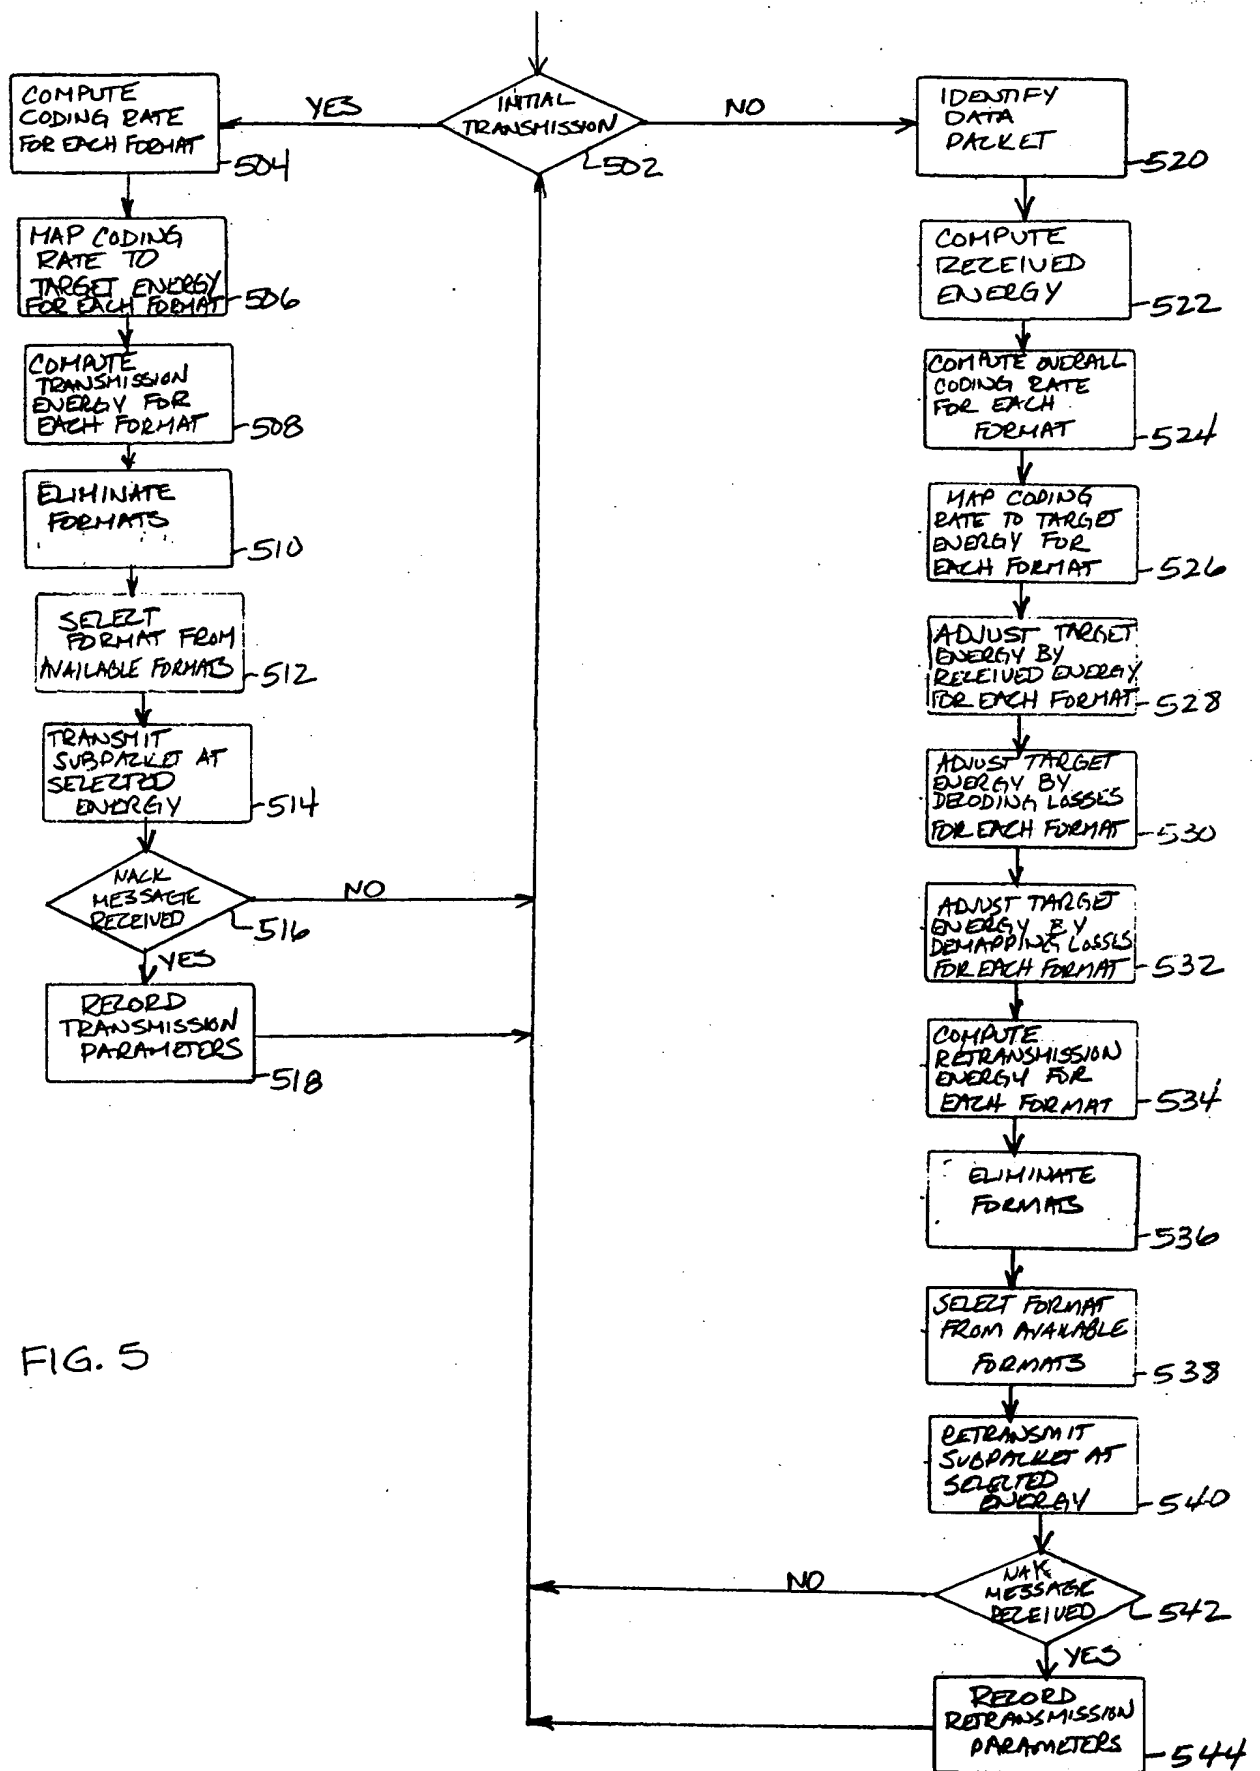 INITIAL
TRANSMISSION
502
YES
NO
COMPUTE
CODING RATE
FOR EACH FORMAT
504
MAP CODING
RATE TO
TARGET ENERGY
FOR EACH FORMAT
506
COMPUTE
TRANSMISSION
ENERGY FOR
EACH FORMAT
508
ELIMINATE
FORMATS
510
SELECT
FORMAT FROM
AVAILABLE FORMATS
512
TRANSMIT
SUBPACKET AT
SELECTED
ENERGY
514
NACK
MESSAGE
RECEIVED
516
NO
YES
RECORD
TRANSMISSION
PARAMETERS
518
IDENTIFY
DATA
PACKET
520
COMPUTE
RECEIVED
ENERGY
522
COMPUTE OVERALL
CODING RATE
FOR EACH
FORMAT
524
MAP CODING
RATE TO TARGET
ENERGY FOR
EACH FORMAT
526
ADJUST TARGET
ENERGY BY
RECEIVED ENERGY
FOR EACH FORMAT
528
ADJUST TARGET
ENERGY BY
DECODING LOSSES
FOR EACH FORMAT
530
ADJUST TARGET
ENERGY BY
DEMAPPING LOSSES
FOR EACH FORMAT
532
COMPUTE
RETRANSMISSION
ENERGY FOR
EACH FORMAT
534
ELIMINATE
FORMATS
536
SELECT FORMAT
FROM AVAILABLE
FORMATS
538
RETRANSMIT
SUBPACKET AT
SELECTED
ENERGY
540
NAK
MESSAGE
RECEIVED
542
NO
YES
RECORD
RETRANSMISSION
PARAMETERS
544
FIG. 5